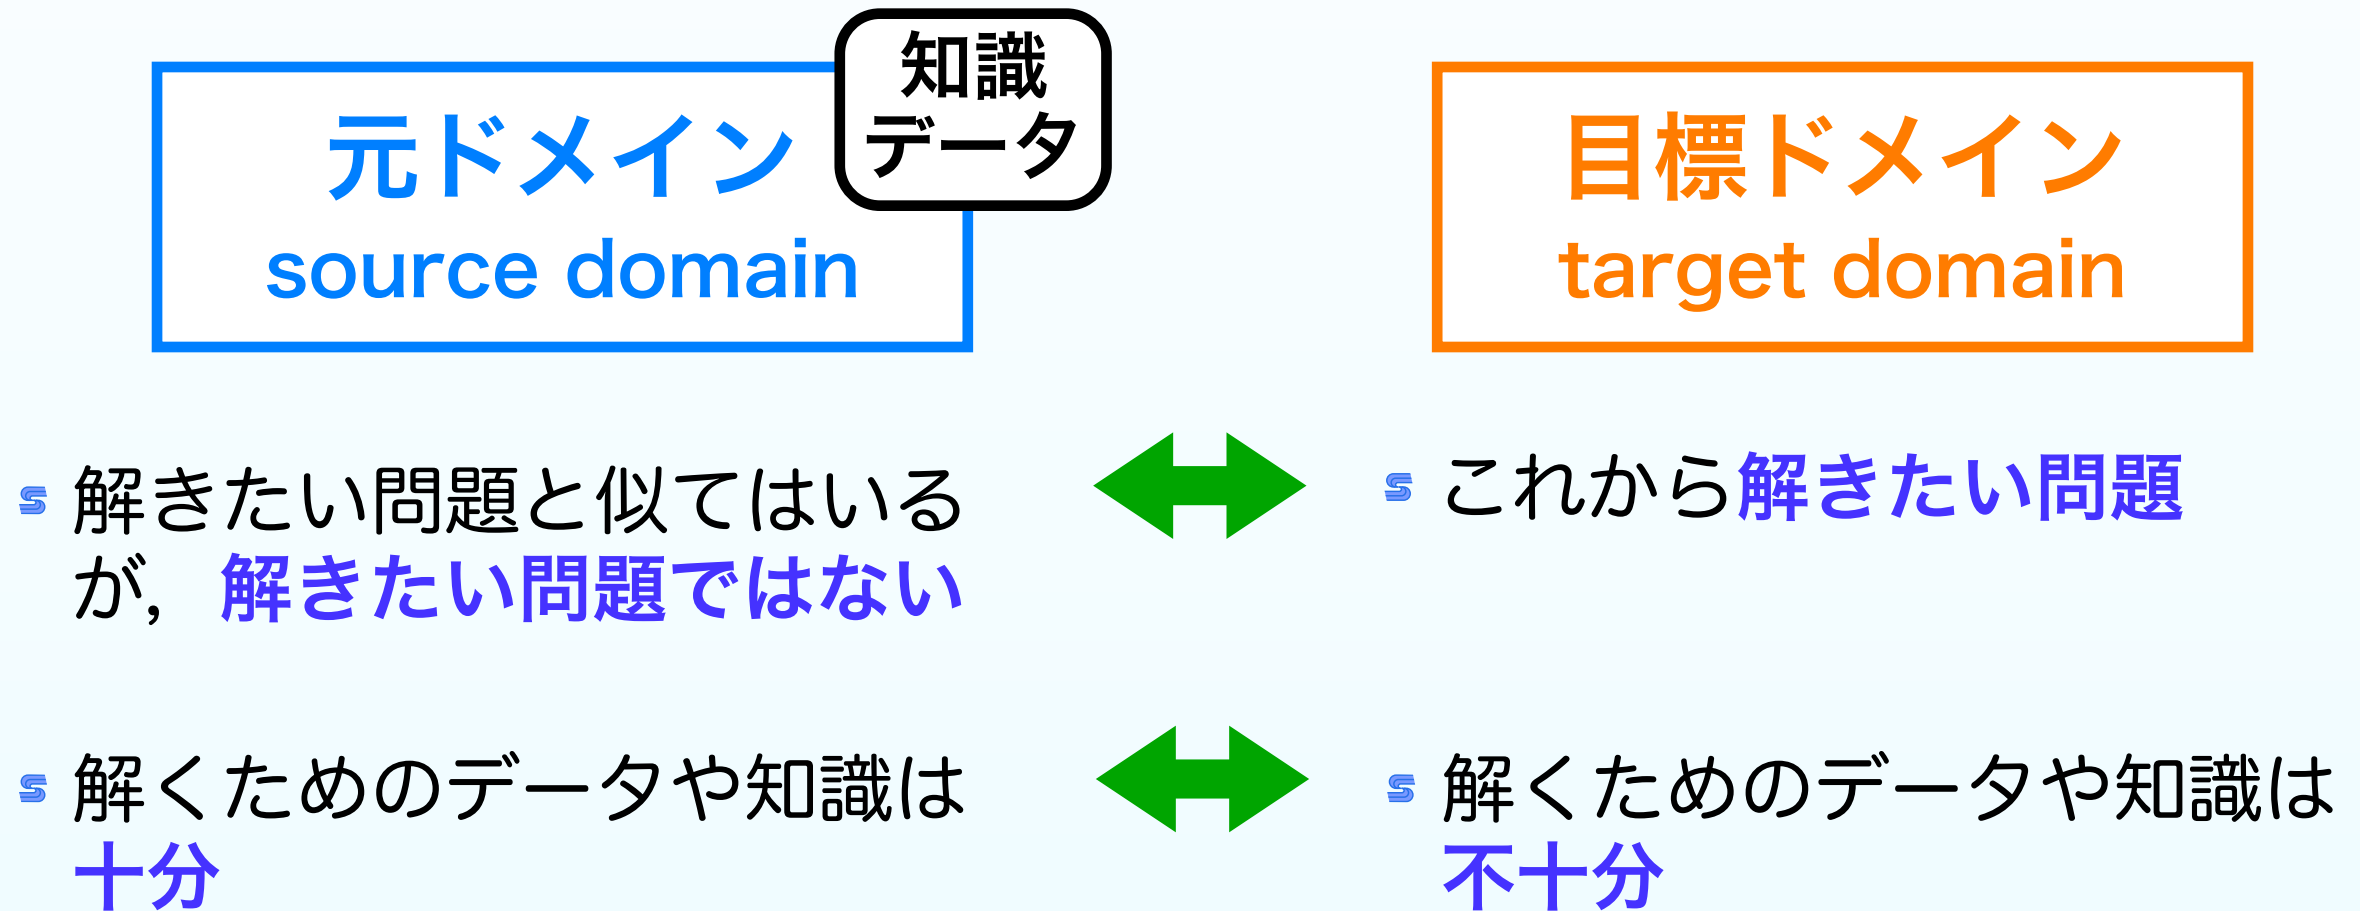 知識
データ
元ドメイン
source domain
目標ドメイン
target domain
解きたい問題と似てはいる
が，解きたい問題ではない
これから解きたい問題
解くためのデータや知識は
十分
解くためのデータや知識は
不十分